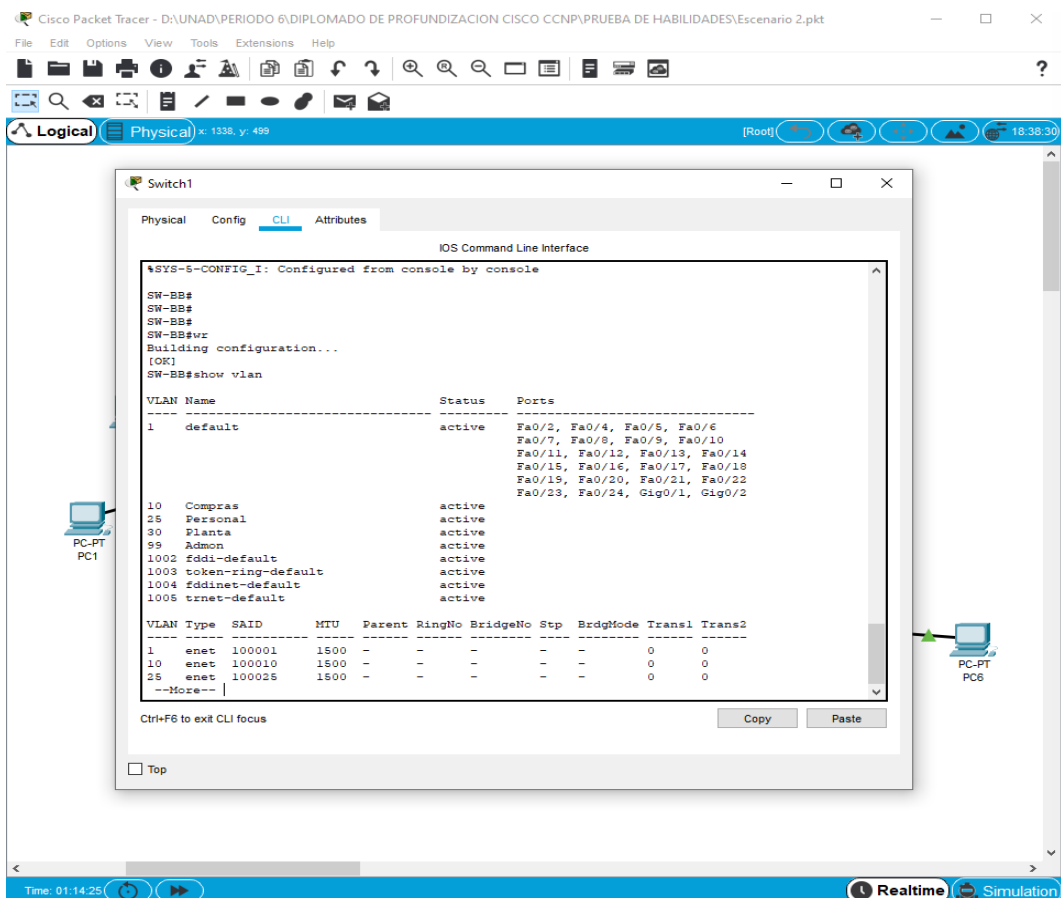 Cisco Packet Tracer - D:\UNAD\PERIODO 6\DIPLOMADO DE PROFUNDIZACION CISCO CCNP\PRUEBA DE HABILIDADES\Escenario 2.pkt
File Edit Options View Tools Extensions Help
?
Logical Physical x: 1338, y: 499 [Root] 18:38:30
Switch1
Physical Config CLI Attributes
IOS Command Line Interface
%SYS-5-CONFIG_I: Configured from console by console
SW-BB#
SW-BB#
SW-BB#
SW-BB#wr
Building configuration...
[OK]
SW-BB#show vlan
VLAN Name Status Ports
---- -------------------------------- --------- -------------------------------
1 default active Fa0/2, Fa0/4, Fa0/5, Fa0/6
Fa0/7, Fa0/8, Fa0/9, Fa0/10
Fa0/11, Fa0/12, Fa0/13, Fa0/14
Fa0/15, Fa0/16, Fa0/17, Fa0/18
Fa0/19, Fa0/20, Fa0/21, Fa0/22
Fa0/23, Fa0/24, Gig0/1, Gig0/2
10 Compras active
25 Personal active
30 Planta active
99 Admon active
1002 fddi-default active
1003 token-ring-default active
1004 fddinet-default active
1005 trnet-default active
VLAN Type SAID MTU Parent RingNo BridgeNo Stp BrdgMode Trans1 Trans2
---- ----- ---------- ----- ------ ------ -------- ---- -------- ------ ------
1 enet 100001 1500 - - - - - 0 0
10 enet 100010 1500 - - - - - 0 0
25 enet 100025 1500 - - - - - 0 0
--More--
Ctrl+F6 to exit CLI focus
Copy Paste
Top
PC-PT
PC1
PC-PT
PC6
Time: 01:14:25 Realtime Simulation